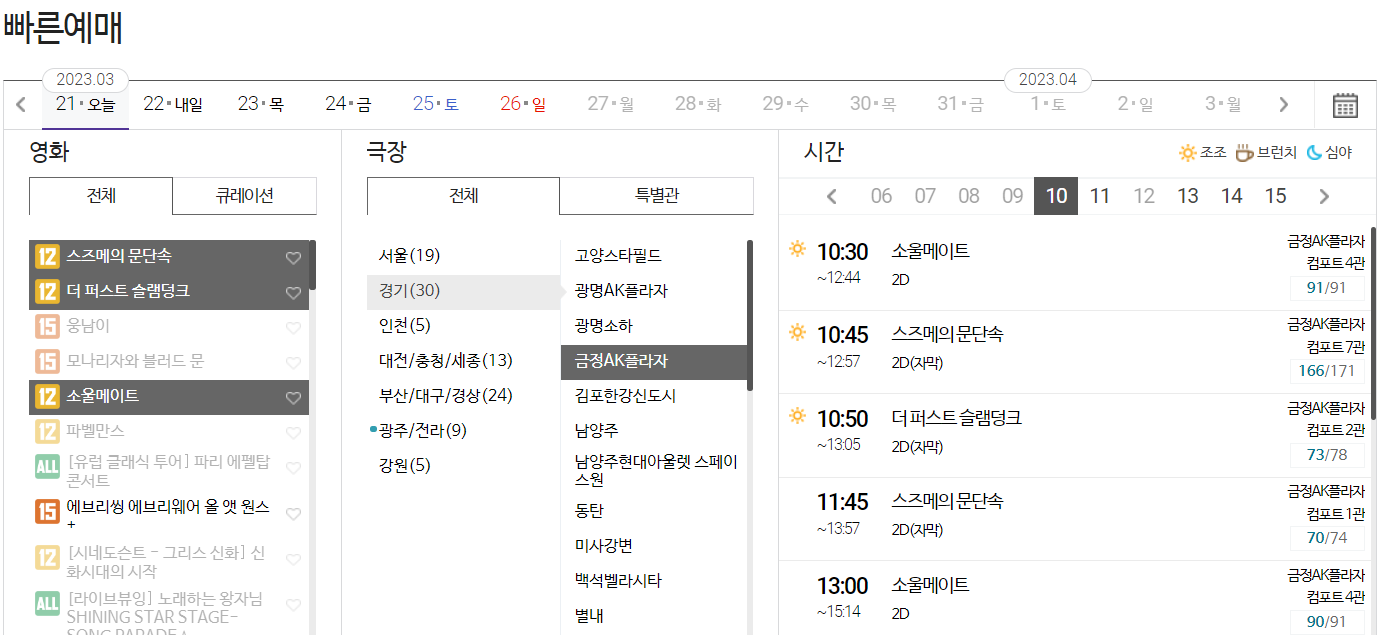 빠른예매
2023.03
2023.04
21・오늘
22・내일
23・목
24・금
25・토
26・일
27・월
28・화
29・수
30・목
31・금
1・토
2・일
3・월
영화
전체
큐레이션
12 스즈메의 문단속
12 더 퍼스트 슬램덩크
15 웅남이
15 모나리자와 블러드 문
12 소울메이트
12 파벨만스
ALL [유럽 클래식 투어] 파리 에펠탑
콘서트
15 에브리씽 에브리웨어 올 앳 원스
+
12 [시네도슨트 - 그리스 신화] 신
화시대의 시작
ALL [라이브뷰잉] 노래하는 왕자님
SHINING STAR STAGE-
SONG PARADE★
극장
전체
특별관
서울(19)
경기(30)
인천(5)
대전/충청/세종(13)
부산/대구/경상(24)
광주/전라(9)
강원(5)
고양스타필드
광명AK플라자
광명소하
금정AK플라자
김포한강신도시
남양주
남양주현대아울렛 스페이
스원
동탄
미사강변
백석벨라시타
별내
시간
조조
브런치
심야
06
07
08
09
10
11
12
13
14
15
10:30
~12:44
소울메이트
2D
금정AK플라자
컴포트 4관
91/91
10:45
~12:57
스즈메의 문단속
2D(자막)
금정AK플라자
컴포트 7관
166/171
10:50
~13:05
더 퍼스트 슬램덩크
2D(자막)
금정AK플라자
컴포트 2관
73/78
11:45
~13:57
스즈메의 문단속
2D(자막)
금정AK플라자
컴포트 1관
70/74
13:00
~15:14
소울메이트
2D
금정AK플라자
컴포트 4관
90/91